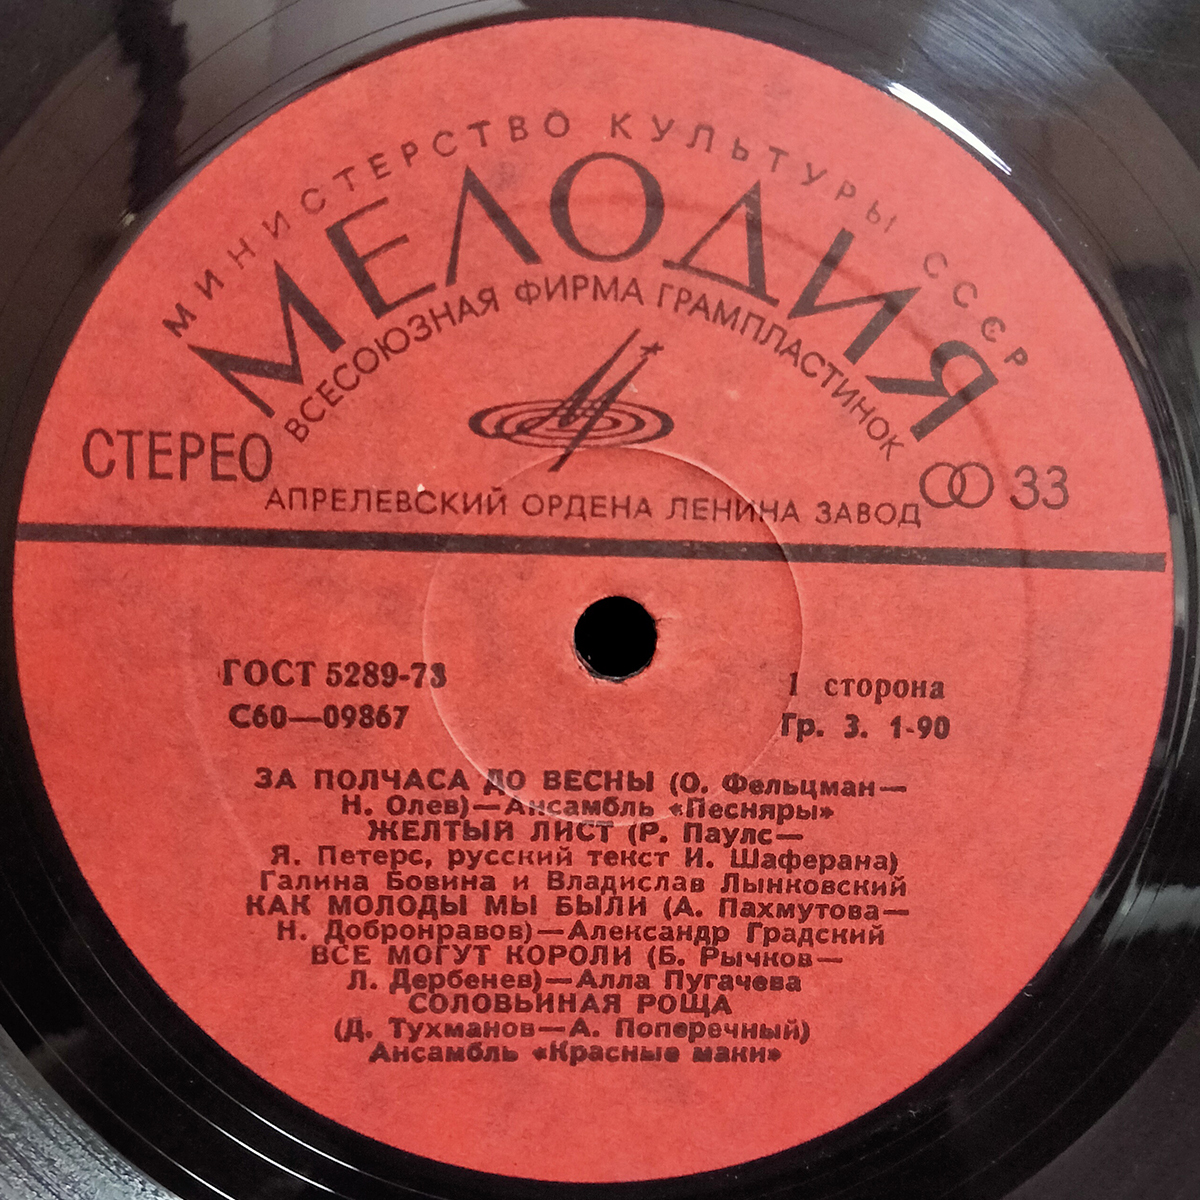 МИНИСТЕРСТВО КУЛЬТУРЫ СССР
МЕЛОДИЯ
ВСЕСОЮЗНАЯ ФИРМА ГРАМПЛАСТИНОК
СТЕРЕО
33
АПРЕЛЕВСКИЙ ОРДЕНА ЛЕНИНА ЗАВОД
ГОСТ 5289-73
1 сторона
С60—09867
Гр. 3. 1-90
ЗА ПОЛЧАСА ДО ВЕСНЫ (О. Фельцман—
Н. Олев)—Ансамбль «Песняры»
ЖЕЛТЫЙ ЛИСТ (Р. Паулс—
Я. Петерс, русский текст И. Шаферана)
Галина Бовина и Владислав Лынковский
КАК МОЛОДЫ МЫ БЫЛИ (А. Пахмутова—
Н. Добронравов)—Александр Градский
ВСЕ МОГУТ КОРОЛИ (Б. Рычков—
Л. Дербенев)—Алла Пугачева
СОЛОВЬИНАЯ РОЩА
(Д. Тухманов—А. Поперечный)
Ансамбль «Красные маки»